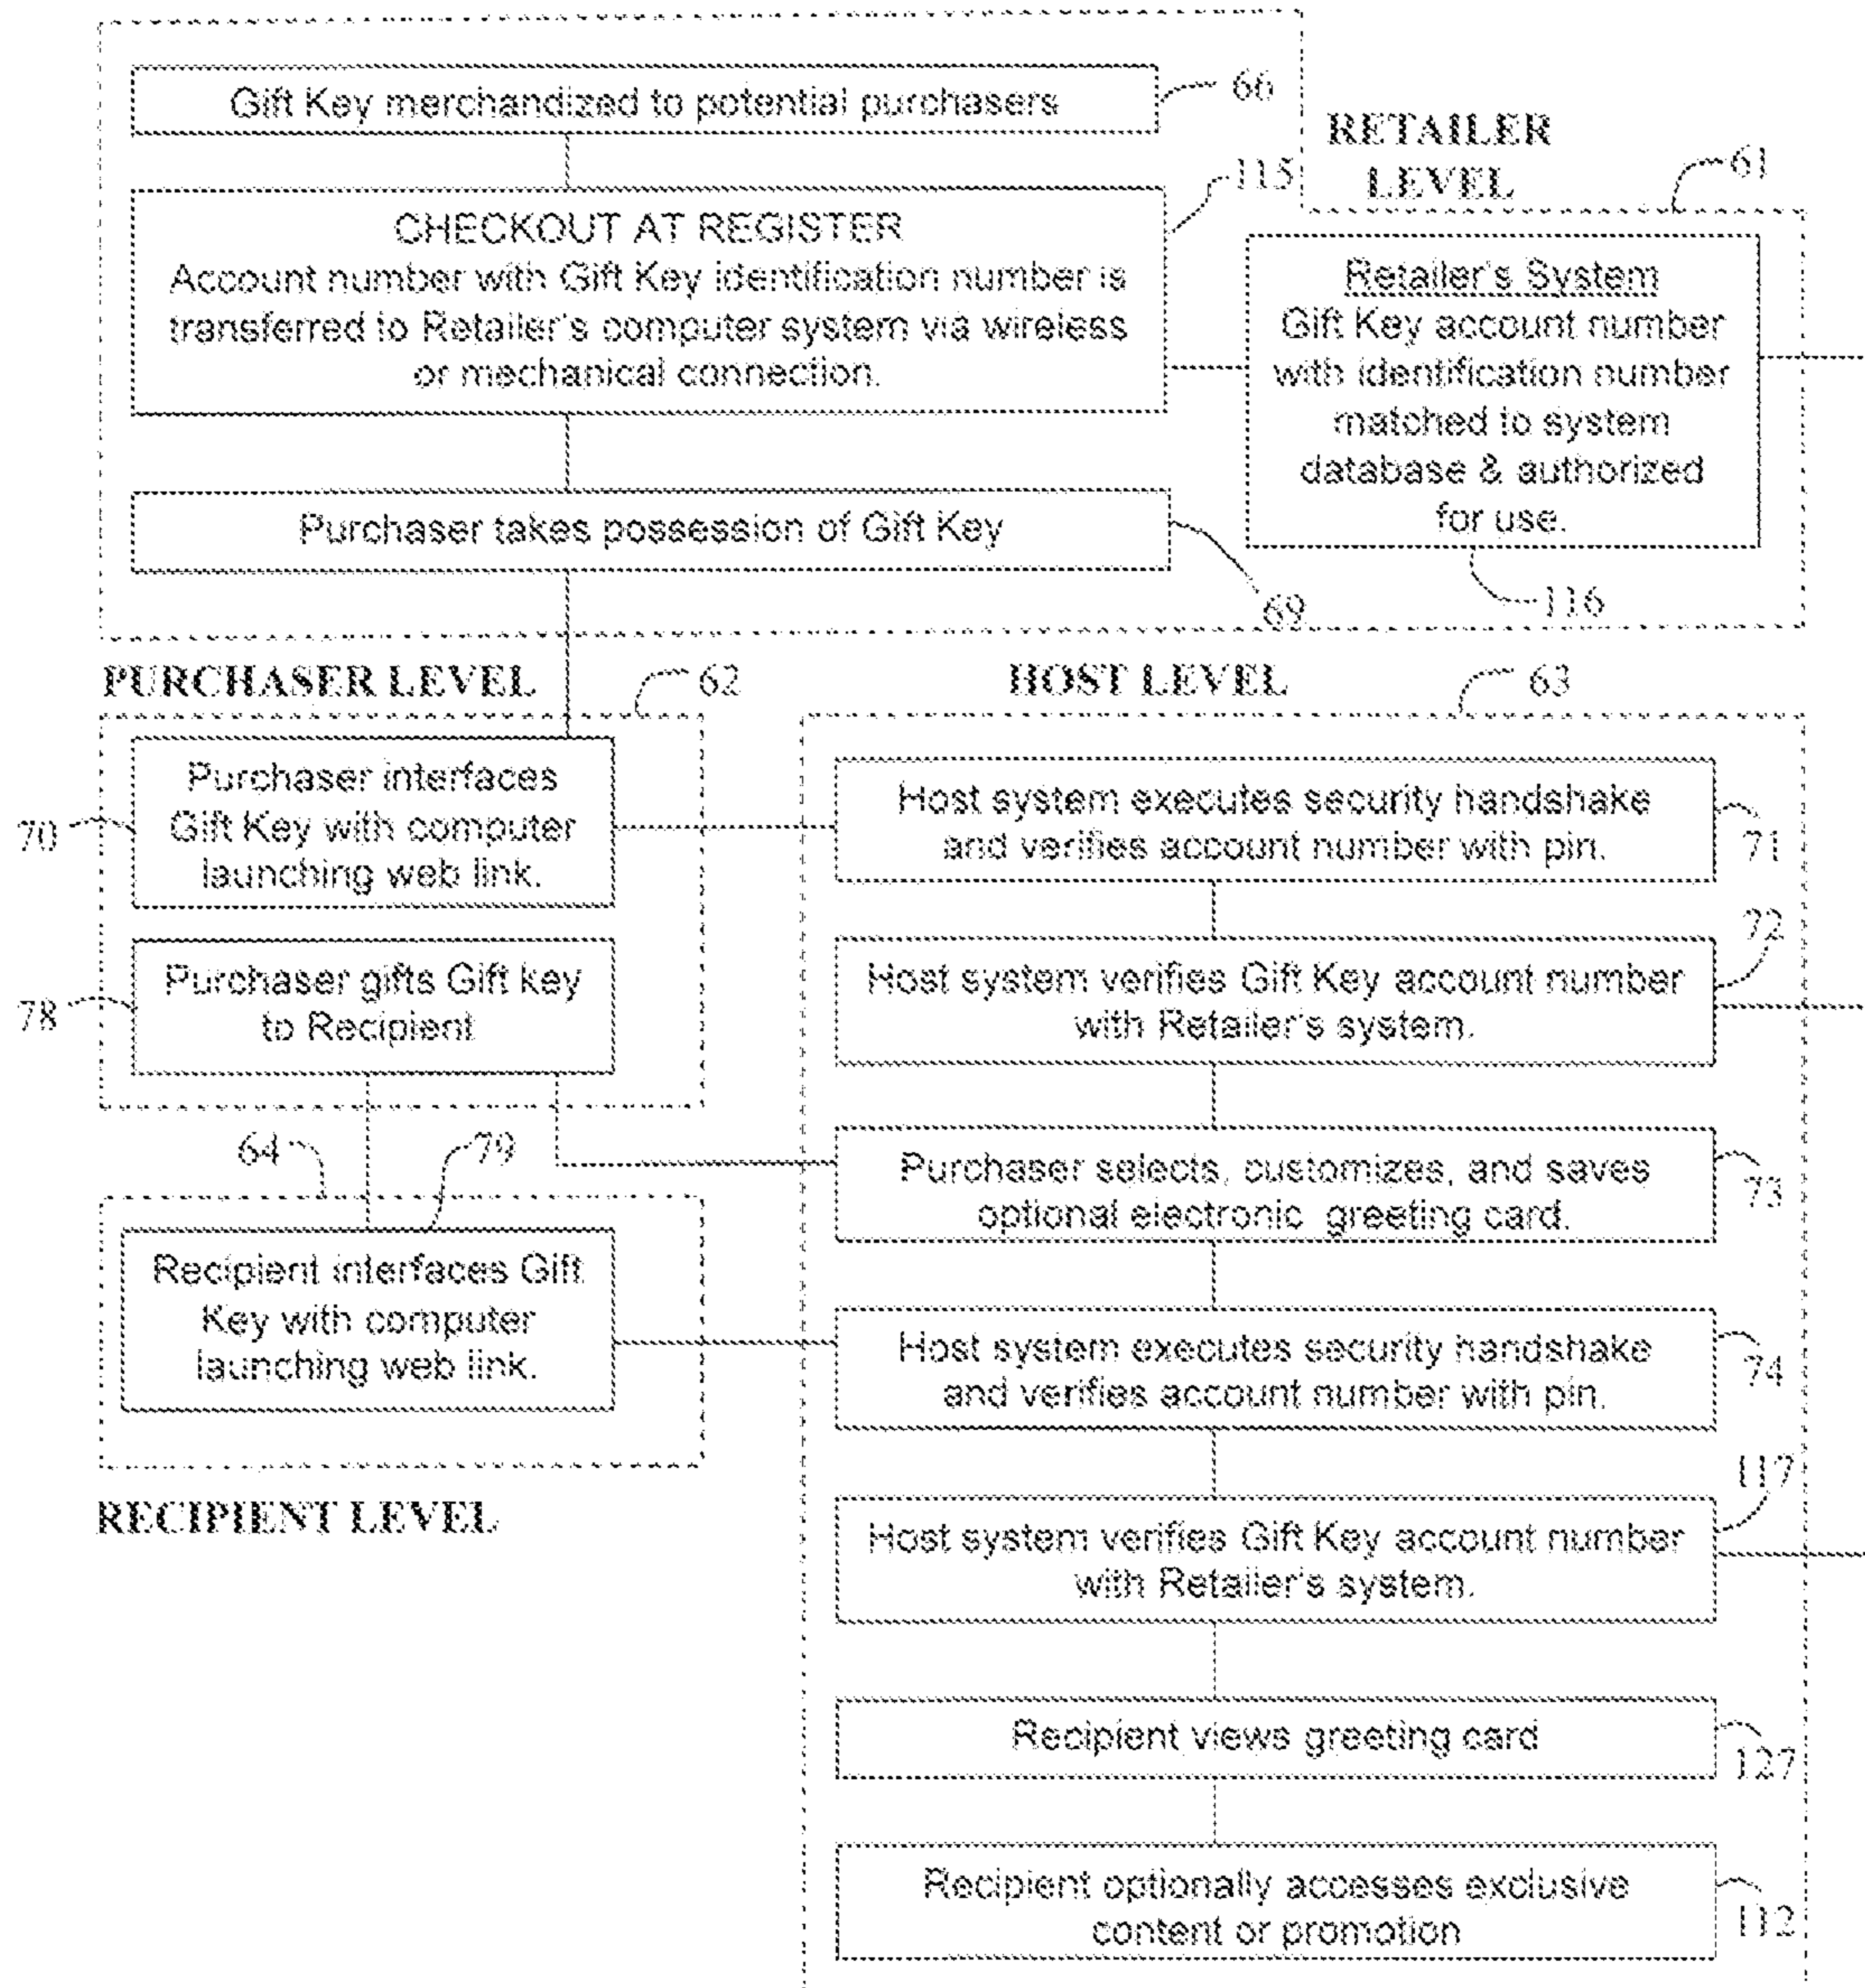 Gift Key merchandized to potential purchasers
66
RETAILER
LEVEL
61
115
CHECKOUT AT REGISTER
Account number with Gift Key identification number is
transferred to Retailer's computer system via wireless
or mechanical connection.
Retailer's System
Gift Key account number
with identification number
matched to system
database & authorized
for use.
116
Purchaser takes possession of Gift Key
69
PURCHASER LEVEL
62
HOST LEVEL
63
70
Purchaser interfaces
Gift Key with computer
launching web link.
Host system executes security handshake
and verifies account number with pin.
71
78
Purchaser gifts Gift key
to Recipient
72
Host system verifies Gift Key account number
with Retailer's system.
64
79
Purchaser selects, customizes, and saves
optional electronic greeting card.
73
Recipient interfaces Gift
Key with computer
launching web link.
Host system executes security handshake
and verifies account number with pin.
74
RECIPIENT LEVEL
117
Host system verifies Gift Key account number
with Retailer's system.
Recipient views greeting card
127
Recipient optionally accesses exclusive
content or promotion
112